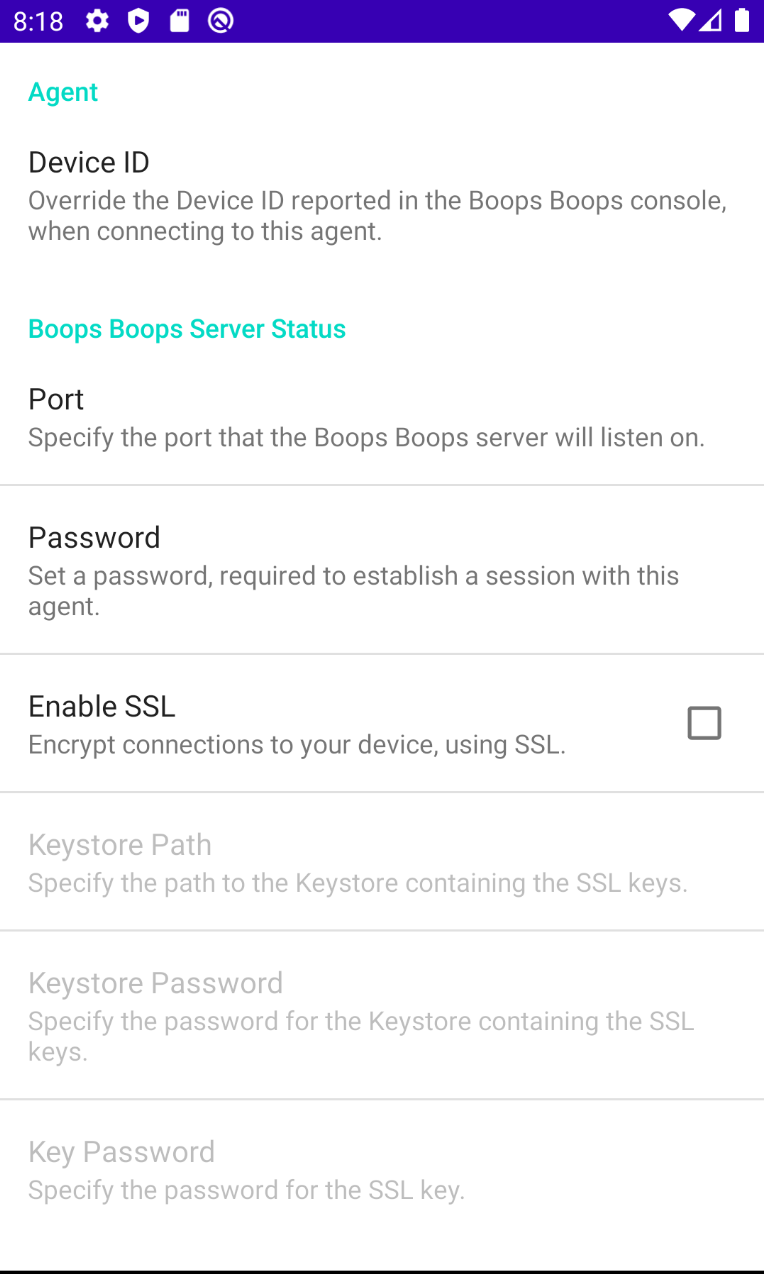 8:18
Agent
Device ID
Override the Device ID reported in the Boops Boops console,
when connecting to this agent.
Boops Boops Server Status
Port
Specify the port that the Boops Boops server will listen on.
Password
Set a password, required to establish a session with this
agent.
Enable SSL
Encrypt connections to your device, using SSL.
Keystore Path
Specify the path to the Keystore containing the SSL keys.
Keystore Password
Specify the password for the Keystore containing the SSL
keys.
Key Password
Specify the password for the SSL key.